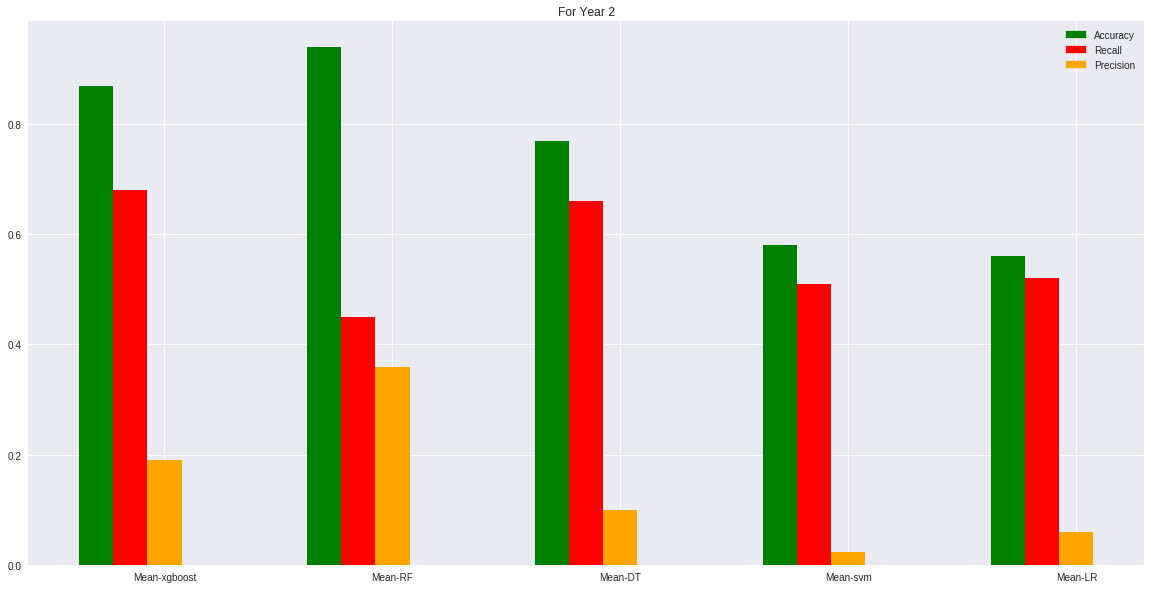 For Year 2
Accuracy
Recall
Precision
0.8
0.6
0.4
0.2
0.0
Mean-xgboost Mean-RF Mean-DT Mean-svm Mean-LR